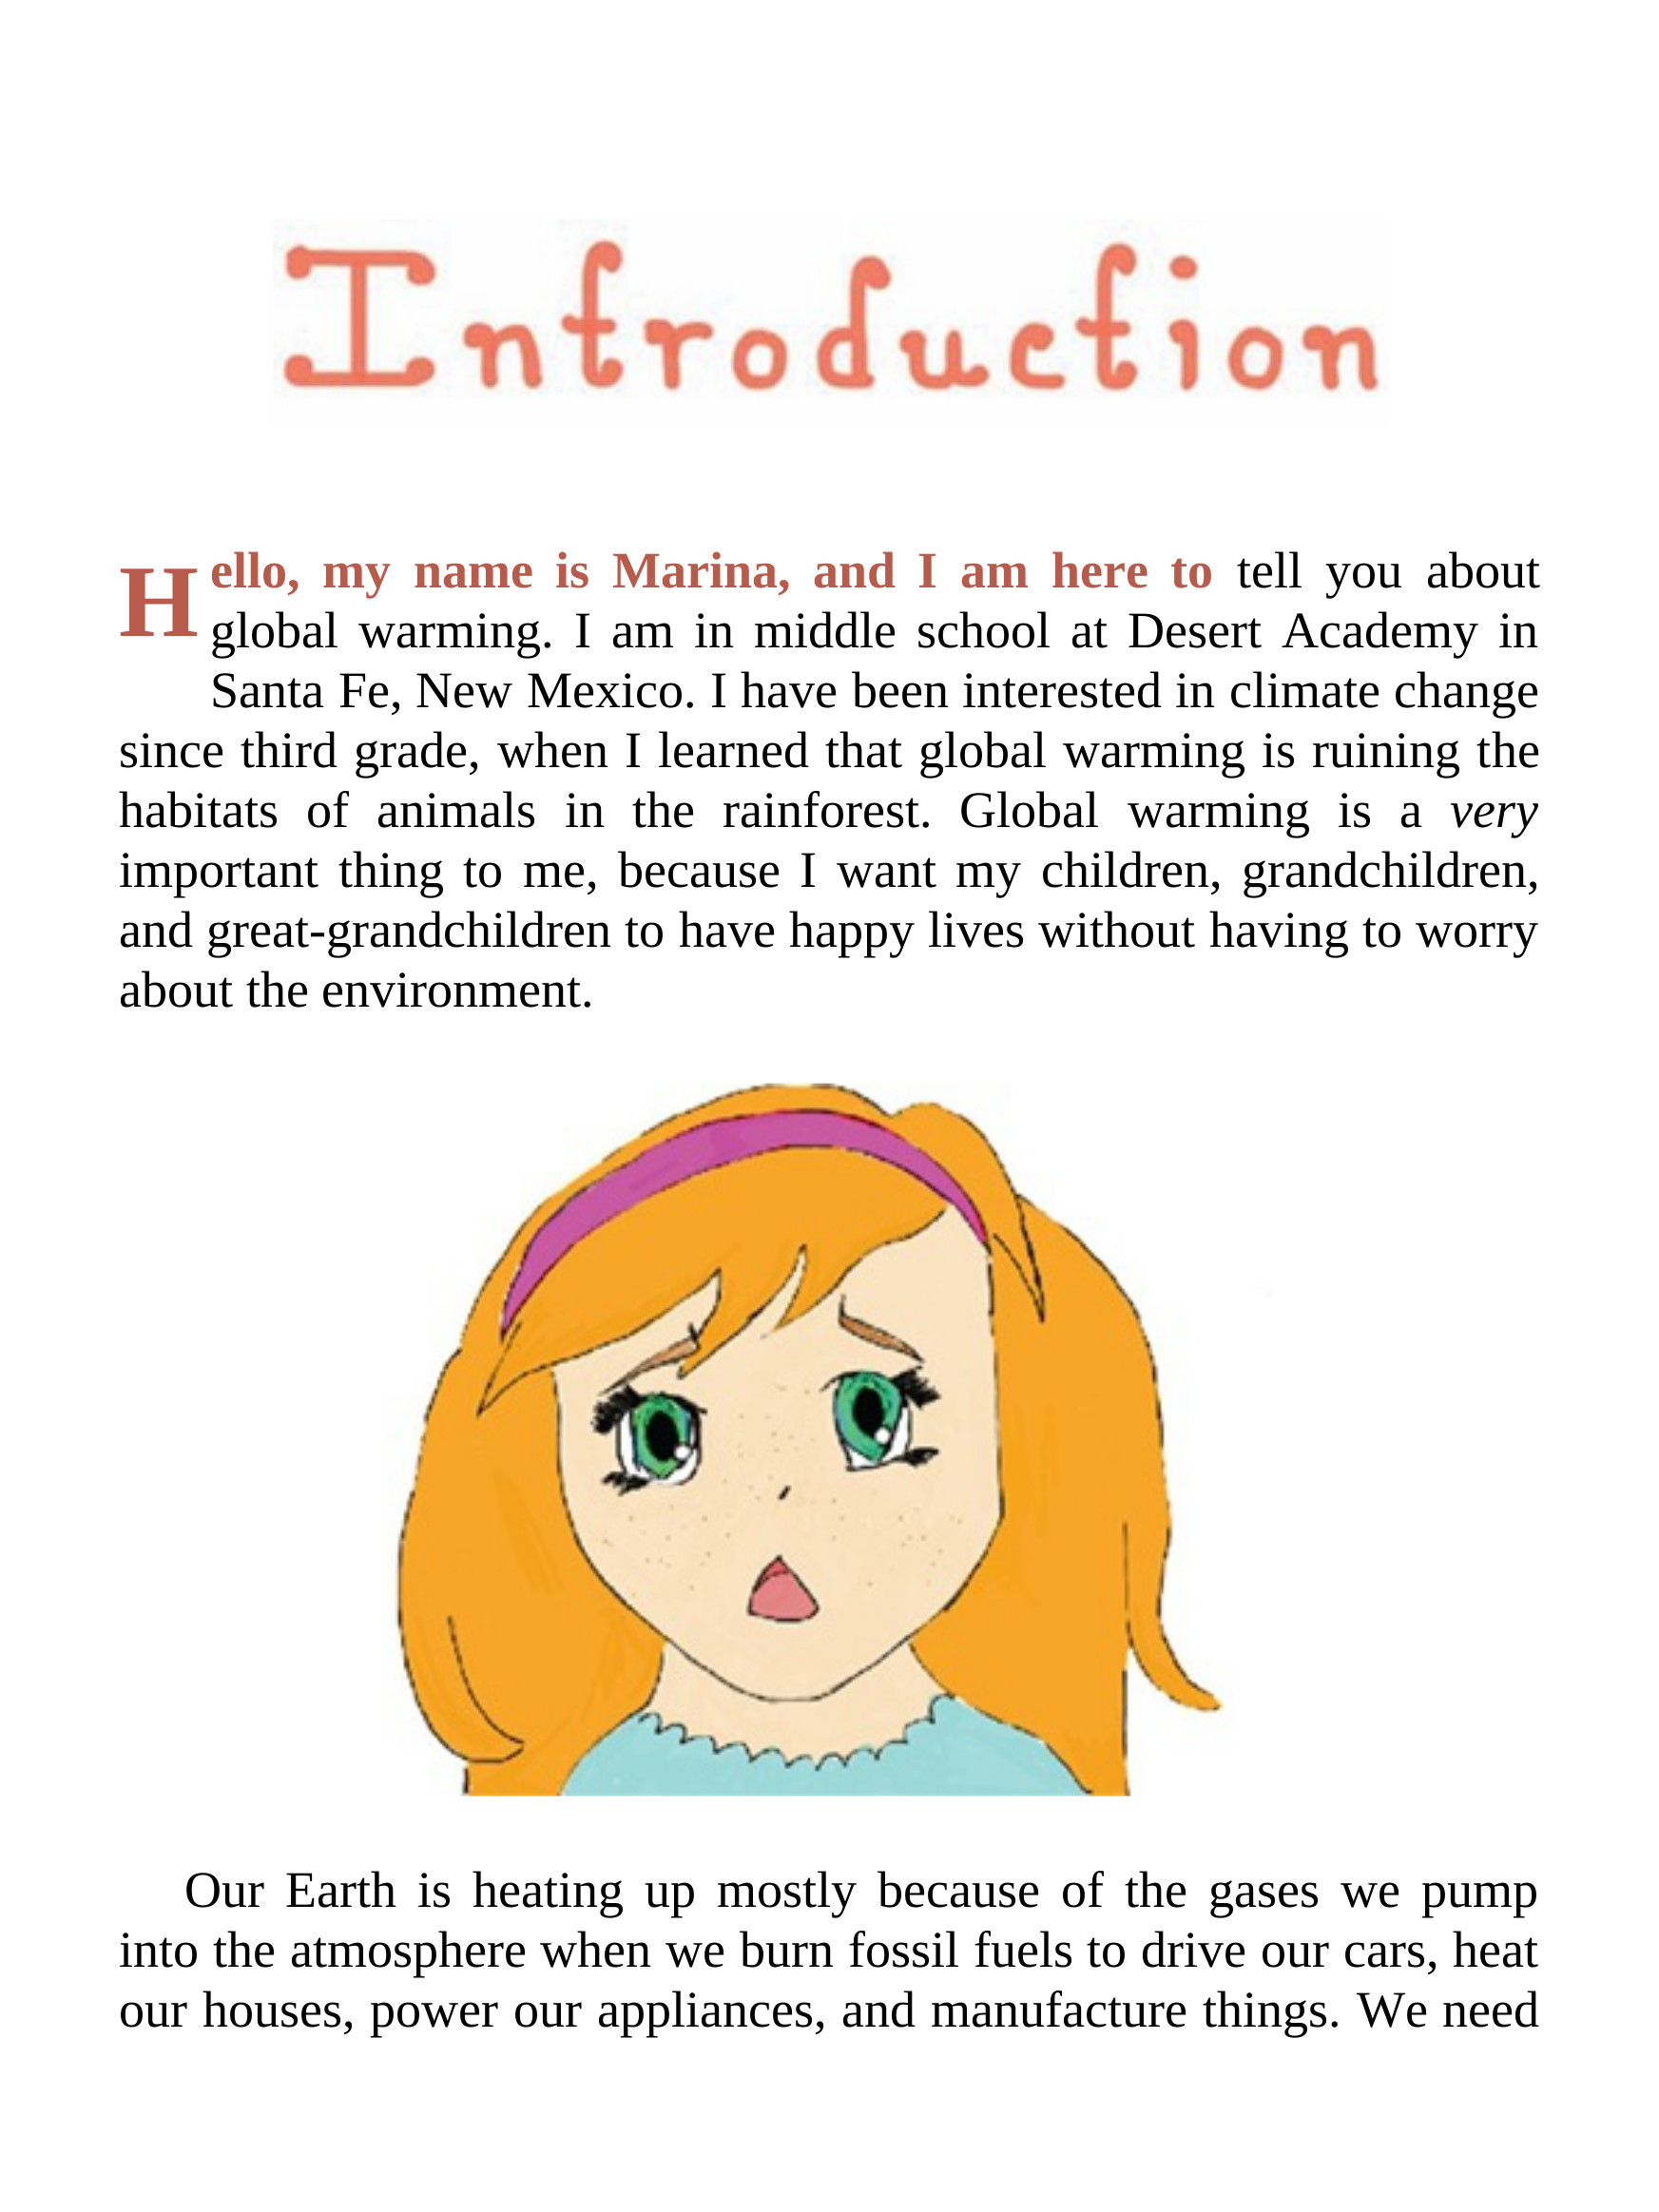 Introduction
Hello, my name is Marina, and I am here to tell you about
global warming. I am in middle school at Desert Academy in
Santa Fe, New Mexico. I have been interested in climate change
since third grade, when I learned that global warming is ruining the
habitats of animals in the rainforest. Global warming is a very
important thing to me, because I want my children, grandchildren,
and great-grandchildren to have happy lives without having to worry
about the environment.
Our Earth is heating up mostly because of the gases we pump
into the atmosphere when we burn fossil fuels to drive our cars, heat
our houses, power our appliances, and manufacture things. We need